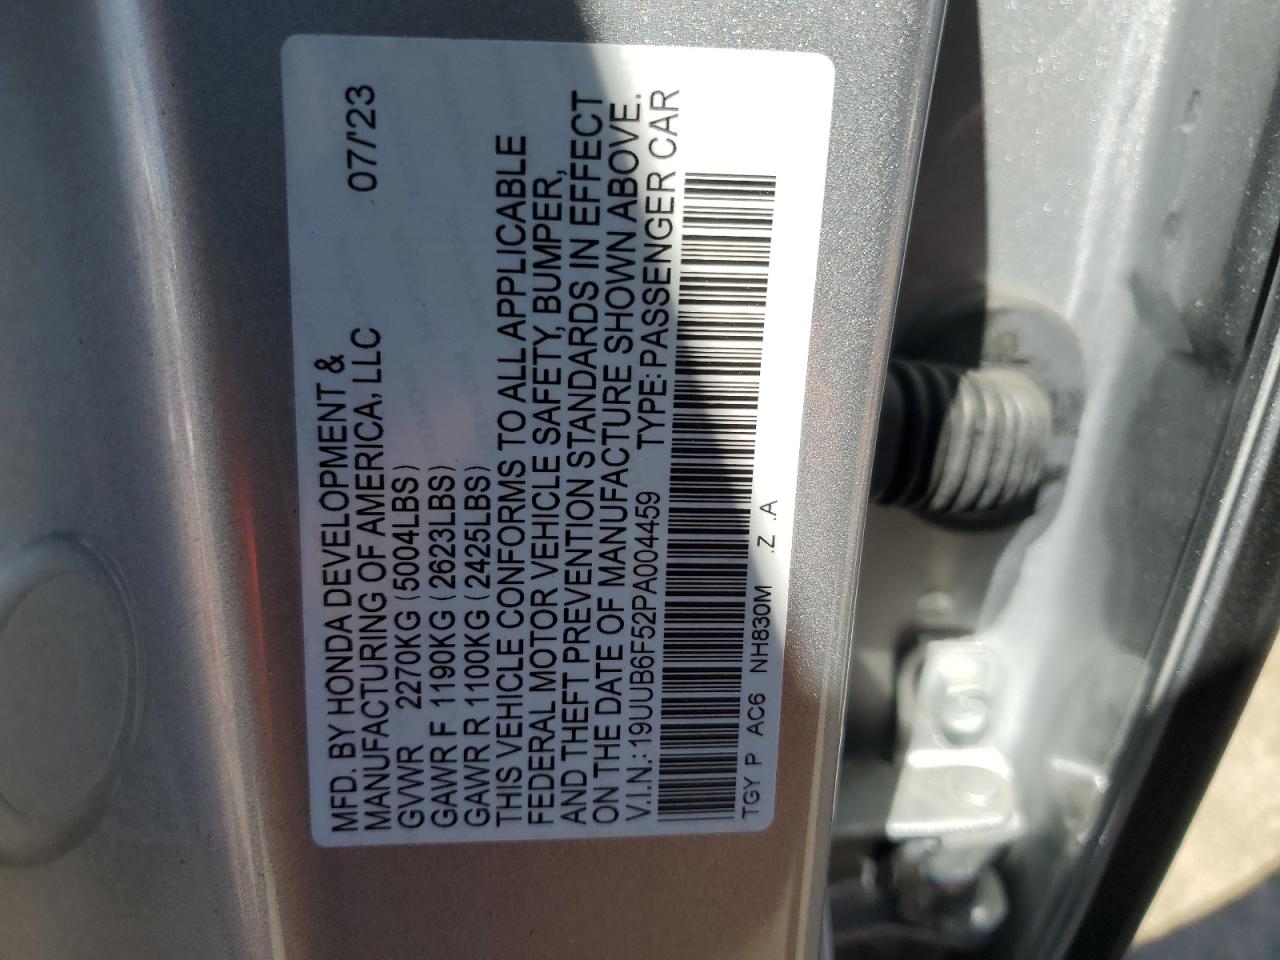 MFD. BY HONDA DEVELOPMENT &
MANUFACTURING OF AMERICA, LLC 07/'23
GVWR 2270KG (5004LBS)
GAWR F 1190KG (2623LBS)
GAWR R 1100KG (2425LBS)
THIS VEHICLE CONFORMS TO ALL APPLICABLE
FEDERAL MOTOR VEHICLE SAFETY, BUMPER,
AND THEFT PREVENTION STANDARDS IN EFFECT
ON THE DATE OF MANUFACTURE SHOWN ABOVE.
V.I.N.: 19UUB6F52PA004459 TYPE: PASSENGER CAR
TGY P AC6 NH830M .Z .A